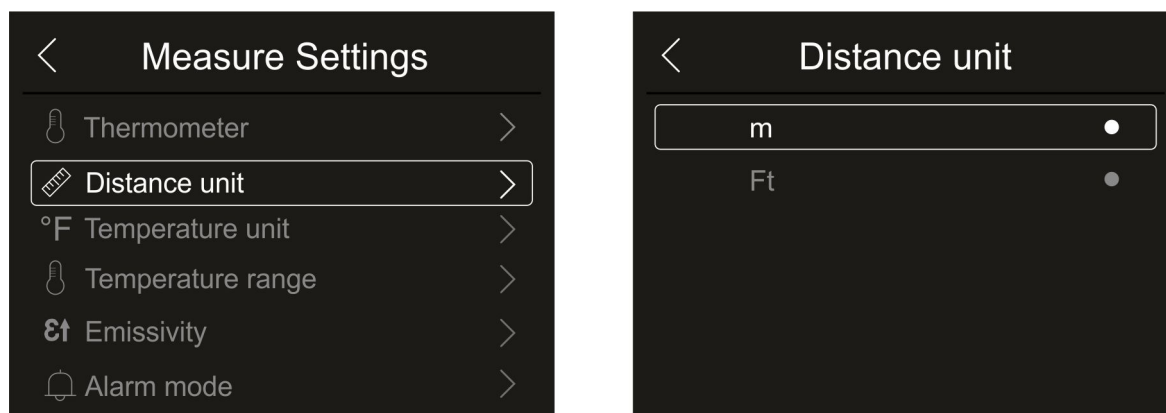 Measure Settings
Thermometer
Distance unit
°F Temperature unit
Temperature range
Ɛ↑ Emissivity
Alarm mode
Distance unit
m
Ft